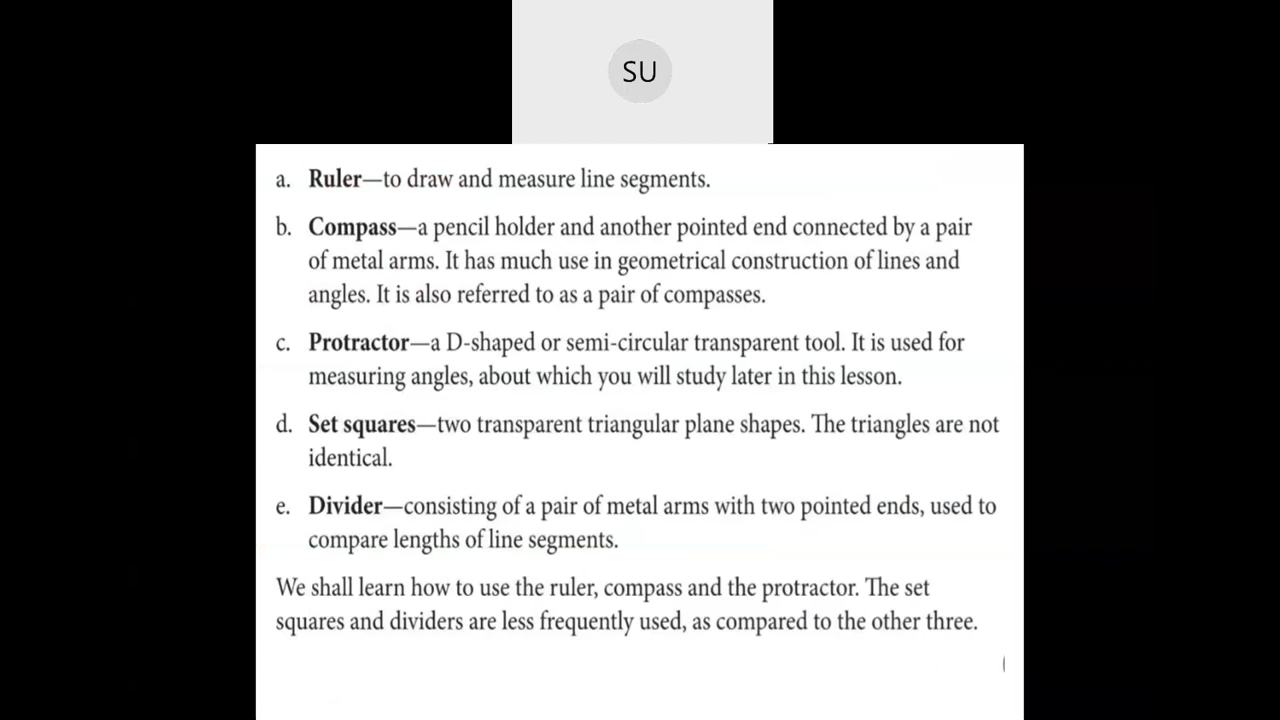 SU
a. Ruler—to draw and measure line segments.
b. Compass—a pencil holder and another pointed end connected by a pair
of metal arms. It has much use in geometrical construction of lines and
angles. It is also referred to as a pair of compasses.
c. Protractor—a D-shaped or semi-circular transparent tool. It is used for
measuring angles, about which you will study later in this lesson.
d. Set squares—two transparent triangular plane shapes. The triangles are not
identical.
e. Divider—consisting of a pair of metal arms with two pointed ends, used to
compare lengths of line segments.
We shall learn how to use the ruler, compass and the protractor. The set
squares and dividers are less frequently used, as compared to the other three.